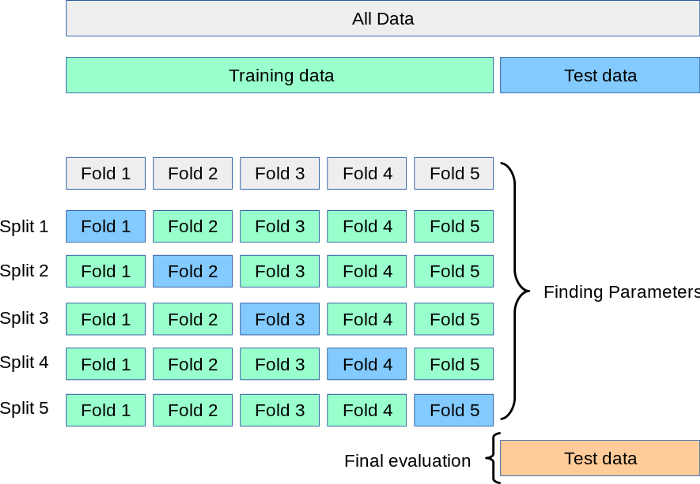 All Data
Training data Test data
Fold 1 Fold 2 Fold 3 Fold 4 Fold 5
Split 1 Fold 1 Fold 2 Fold 3 Fold 4 Fold 5
Split 2 Fold 1 Fold 2 Fold 3 Fold 4 Fold 5
Finding Parameters
Split 3 Fold 1 Fold 2 Fold 3 Fold 4 Fold 5
Split 4 Fold 1 Fold 2 Fold 3 Fold 4 Fold 5
Split 5 Fold 1 Fold 2 Fold 3 Fold 4 Fold 5
Final evaluation Test data